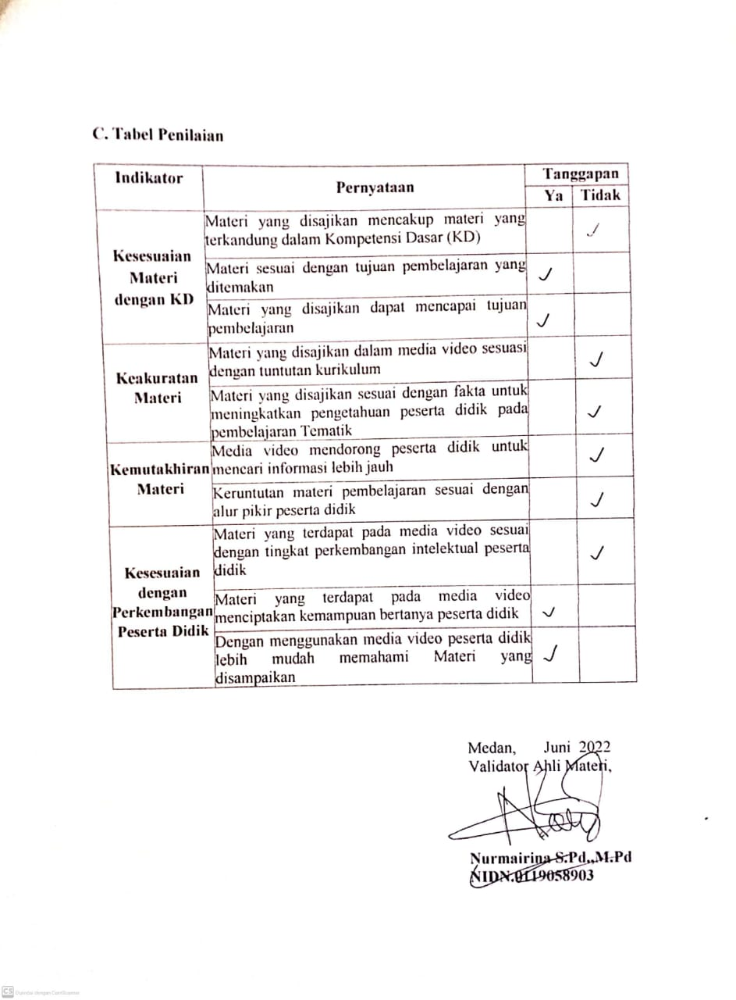 C. Tabel Penilaian
Indikator
Pernyataan
Tanggapan
Ya
Tidak
Kesesuaian
Materi
dengan KD
Materi yang disajikan mencakup materi yang
terkandung dalam Kompetensi Dasar (KD)
✓
Materi sesuai dengan tujuan pembelajaran yang
ditemakan
✓
Materi yang disajikan dapat mencapai tujuan
pembelajaran
✓
Keakuratan
Materi
Materi yang disajikan dalam media video sesuasi
dengan tuntutan kurikulum
✓
Materi yang disajikan sesuai dengan fakta untuk
meningkatkan pengetahuan peserta didik pada
pembelajaran Tematik
✓
Kemutakhiran
Materi
Media video mendorong peserta didik untuk
mencari informasi lebih jauh
✓
Keruntutan materi pembelajaran sesuai dengan
alur pikir peserta didik
✓
Kesesuaian
dengan
Perkembangan
Peserta Didik
Materi yang terdapat pada media video sesuai
dengan tingkat perkembangan intelektual peserta
didik
✓
Materi yang terdapat pada media video
menciptakan kemampuan bertanya peserta didik
✓
Dengan menggunakan media video peserta didik
lebih mudah memahami Materi yang
disampaikan
✓
Medan, Juni 2022
Validator Ahli Materi,
Nurmairina S.Pd.,M.Pd
NIDN.0119058903
CS Dipindai dengan CamScanner